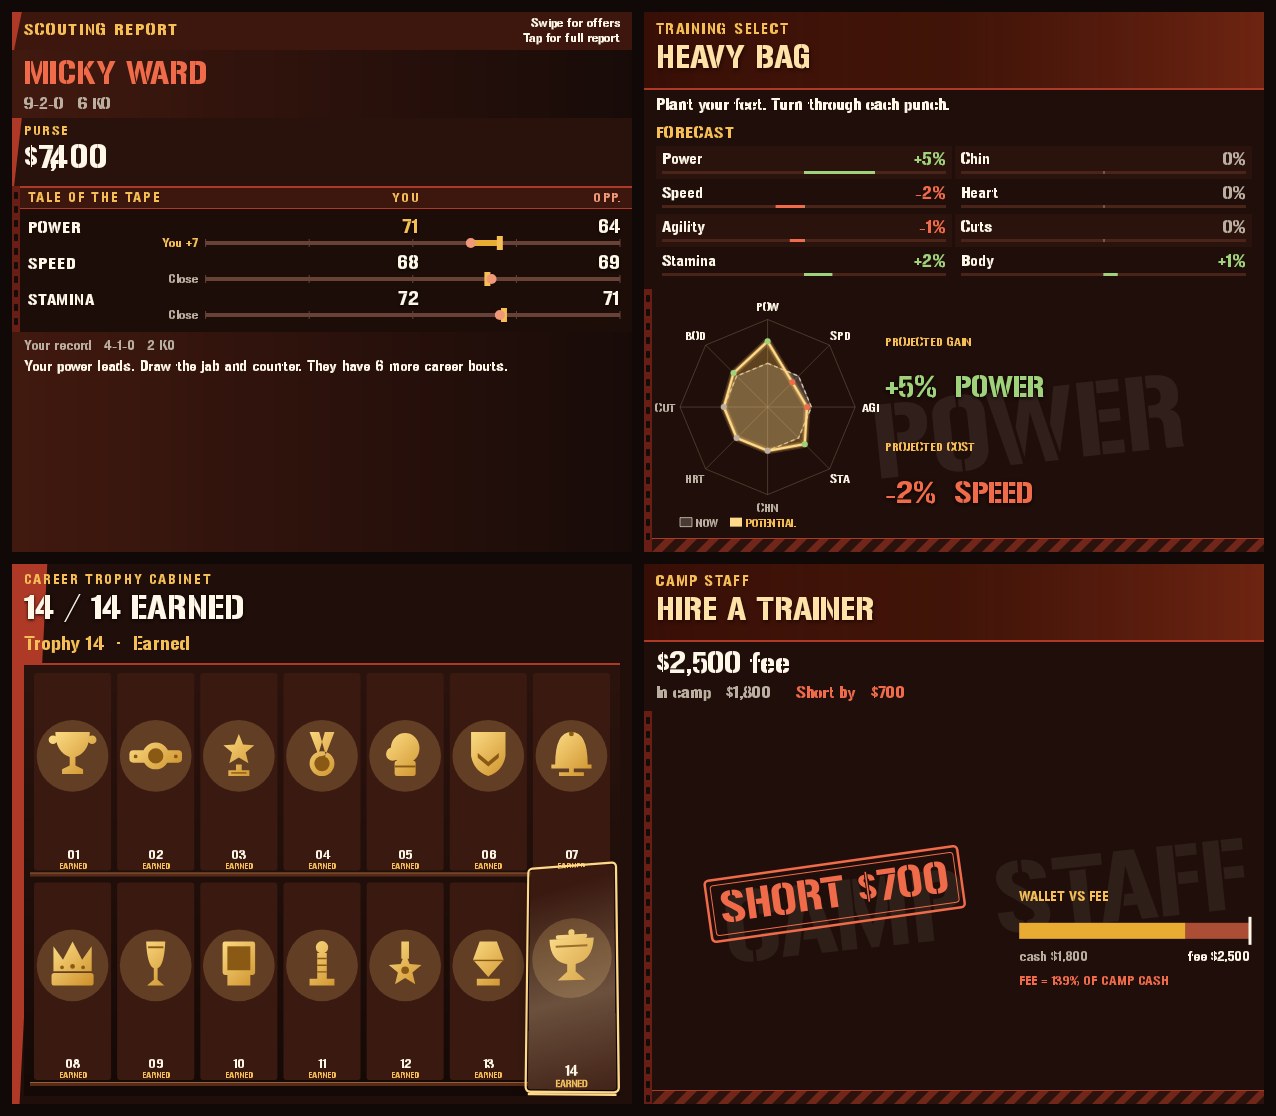 SCOUTING REPORT
Swipe for offers
Tap for full report
MICKY WARD
9-2-0 6 KO
PURSE
$7,400
TALE OF THE TAPE YOU OPP.
POWER 71 64
You +7
SPEED 68 69
Close
STAMINA 72 71
Close
Your record 4-1-0 2 KO
Your power leads. Draw the jab and counter. They have 6 more career bouts.
TRAINING SELECT
HEAVY BAG
Plant your feet. Turn through each punch.
FORECAST
Power +5% Chin 0%
Speed -2% Heart 0%
Agility -1% Cuts 0%
Stamina +2% Body +1%
POW
BOD SPD
CUT AGI
HRT STA
CHN
NOW POTENTIAL
PROJECTED GAIN
+5% POWER
POWER
PROJECTED COST
-2% SPEED
CAREER TROPHY CABINET
14 / 14 EARNED
Trophy 14 · Earned
01 02 03 04 05 06 07
EARNED EARNED EARNED EARNED EARNED EARNED EARNED
08 09 10 11 12 13 14
EARNED EARNED EARNED EARNED EARNED EARNED EARNED
CAMP STAFF
HIRE A TRAINER
$2,500 fee
In camp $1,800 Short by $700
SHORT $700
CAMP STAFF
WALLET VS FEE
cash $1,800 fee $2,500
FEE = 139% OF CAMP CASH